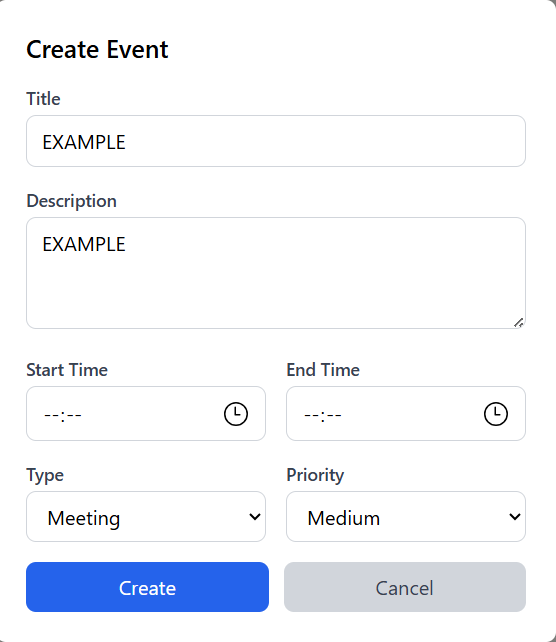 Create Event
Title
EXAMPLE
Description
EXAMPLE
Start Time End Time
--:-- --:--
Type Priority
Meeting Medium
Create Cancel